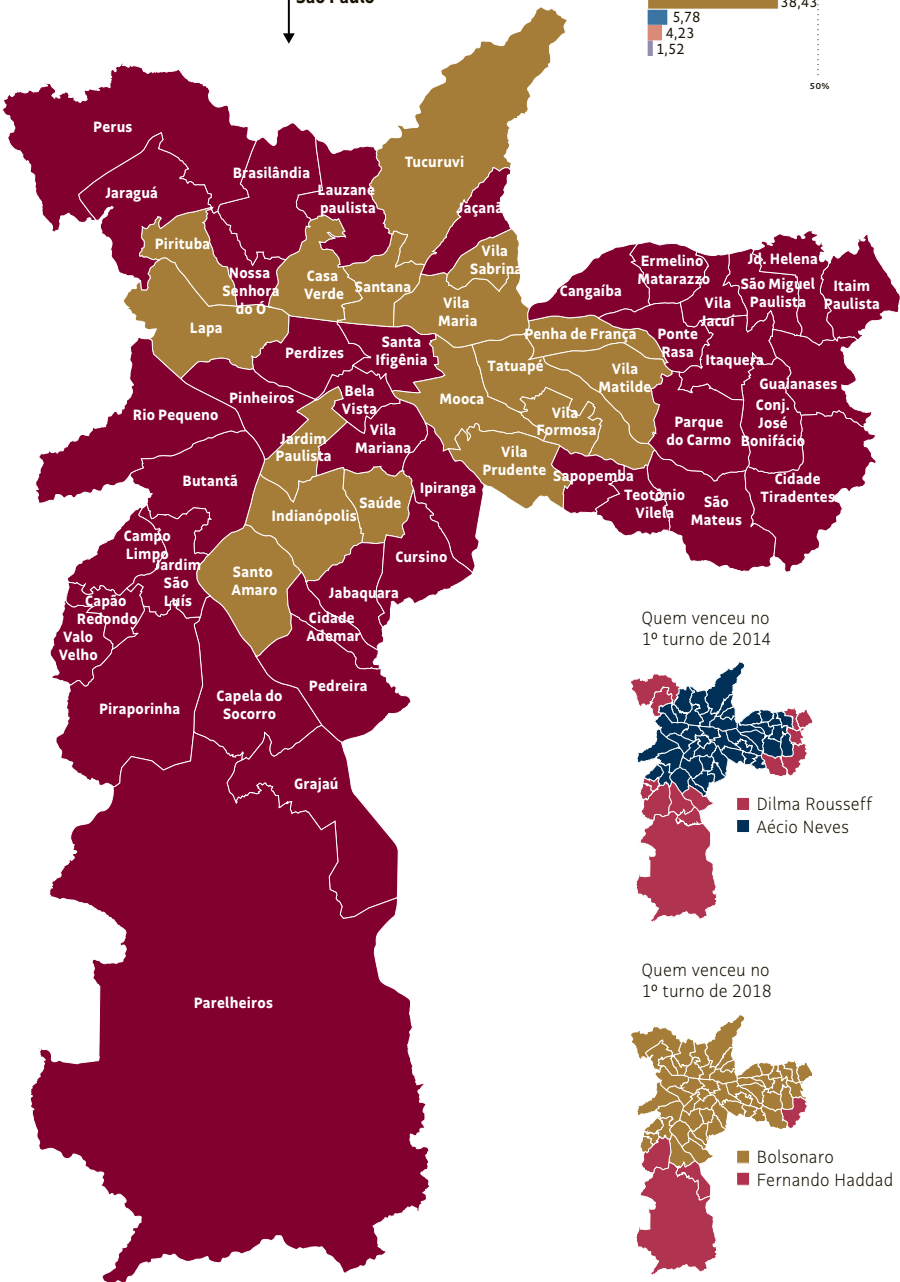 São Paulo
38,43
5,78
4,23
1,52
50%
Perus
Jaraguá
Brasilândia
Lauzane
paulista
Tucuruvi
Jaçanã
Pirituba
Nossa
Senhora
do Ó
Casa
Verde
Santana
Vila
Sabrina
Vila
Maria
Lapa
Cangaíba
Ermelino
Matarazzo
Jd. Helena
São Miguel
Paulista
Itaim
Paulista
Vila
Jacuí
Penha de França
Ponte
Rasa
Itaquera
Guaianases
Perdizes
Santa
Ifigênia
Tatuapé
Vila
Matilde
Mooca
Pinheiros
Bela
Vista
Rio Pequeno
Vila
Mariana
Jardim
Paulista
Vila
Formosa
Parque
do Carmo
Conj.
José
Bonifácio
Vila
Prudente
Sapopemba
Butantã
Ipiranga
Saúde
Indianópolis
Teotônio
Vilela
São
Mateus
Cidade
Tiradentes
Campo
Limpo
Jardim
São
Luís
Santo
Amaro
Cursino
Jabaquara
Cidade
Ademar
Capão
Redondo
Valo
Velho
Piraporinha
Capela do
Socorro
Pedreira
Grajaú
Parelheiros
Quem venceu no
1º turno de 2014
Dilma Rousseff
Aécio Neves
Quem venceu no
1º turno de 2018
Bolsonaro
Fernando Haddad